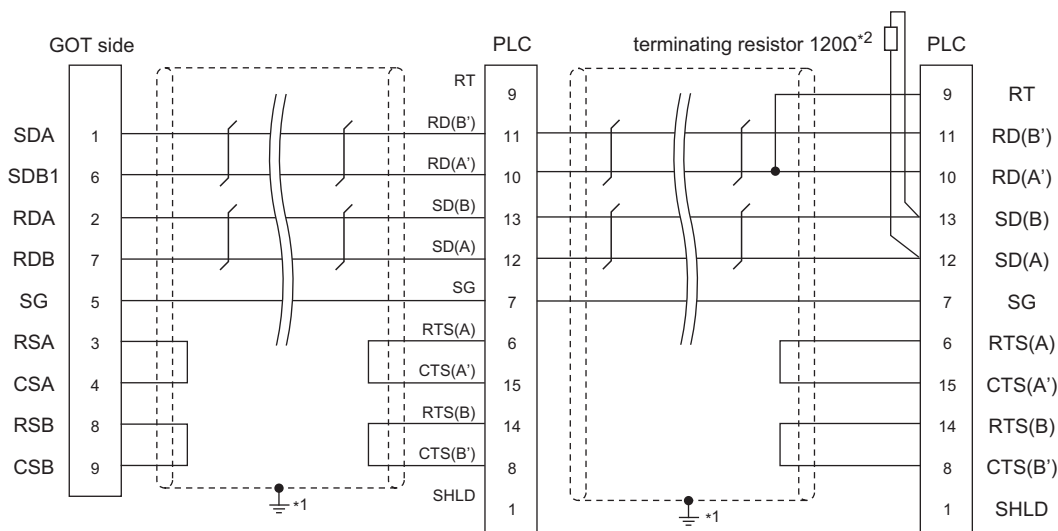 GOT side PLC terminating resistor 120Ω*2 PLC
RT 9 9 RT
SDA 1 RD(B’) 11 11 RD(B’)
SDB1 6 RD(A’) 10 10 RD(A’)
RDA 2 SD(B) 13 13 SD(B)
RDB 7 SD(A) 12 12 SD(A)
SG 5 SG 7 7 SG
RSA 3 RTS(A) 6 6 RTS(A)
CSA 4 CTS(A’) 15 15 CTS(A’)
RSB 8 RTS(B) 14 14 RTS(B)
CSB 9 CTS(B’) 8 8 CTS(B’)
*1 SHLD 1 *1 1 SHLD